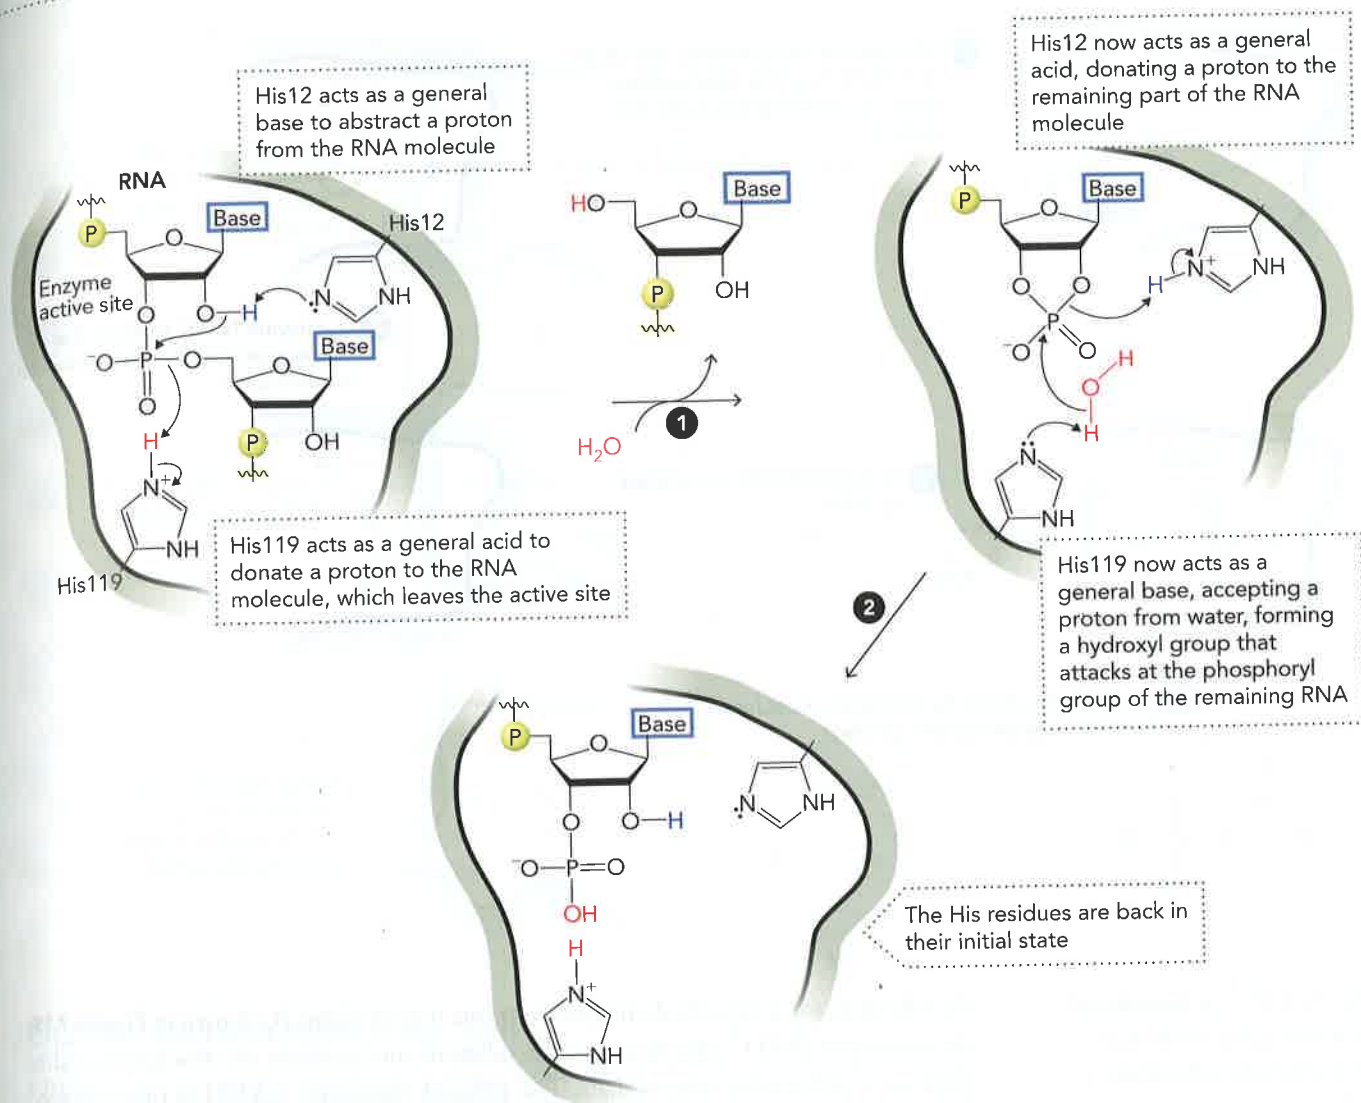 His12 acts as a general
base to abstract a proton
from the RNA molecule
His12 now acts as a general
acid, donating a proton to the
remaining part of the RNA
molecule
RNA
P
Base
His12
Enzyme
active site
O
O
O–H
N
NH
⁻O–P–O
O
O
Base
P
OH
H
N⁺
NH
His119
His119 acts as a general acid to
donate a proton to the RNA
molecule, which leaves the active site
HO
O
Base
P
OH
H₂O
1
P
O
Base
O
O
P
⁻O
O
H
N⁺
NH
O
H
H
N
NH
His119 now acts as a
general base, accepting a
proton from water, forming
a hydroxyl group that
attacks at the phosphoryl
group of the remaining RNA
2
P
O
Base
O
O–H
⁻O–P=O
OH
H
N⁺
NH
N
NH
The His residues are back in
their initial state